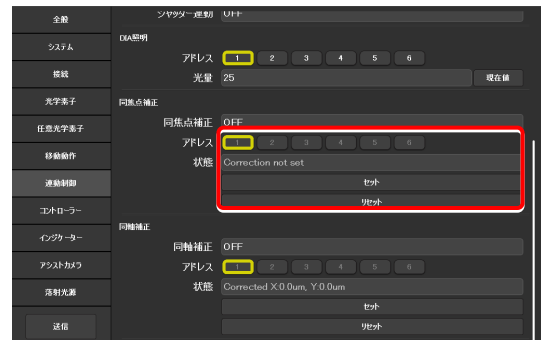 全般
システム
接続
光学素子
任意光学素子
移動動作
連動制御
コントローラー
インジケーター
アシストカメラ
落射光源
送信
シャッター連動 OFF
DIA照明
アドレス 1 2 3 4 5 6
光量 25 現在値
同焦点補正
同焦点補正 OFF
アドレス 1 2 3 4 5 6
状態 Correction not set
セット
リセット
同軸補正
同軸補正 OFF
アドレス 1 2 3 4 5 6
状態 Corrected X:0.0um, Y:0.0um
セット
リセット